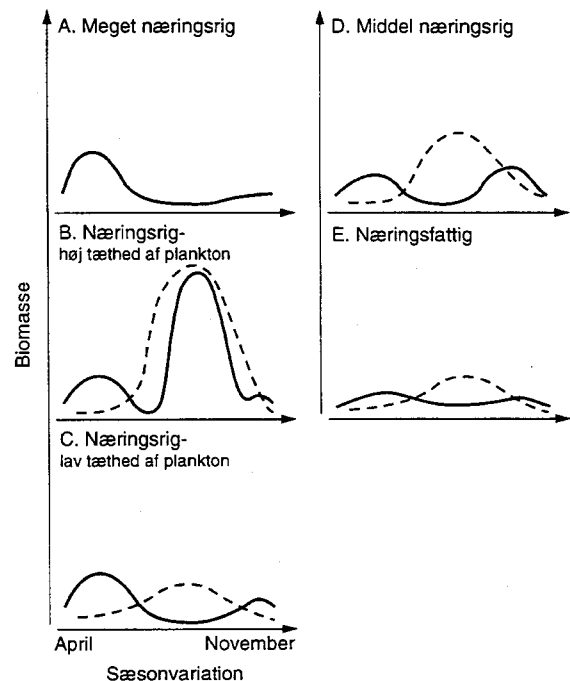 A. Meget næringsrig
D. Middel næringsrig
B. Næringsrig-
høj tæthed af plankton
E. Næringsfattig
C. Næringsrig-
lav tæthed af plankton
Biomasse
April
November
Sæsonvariation